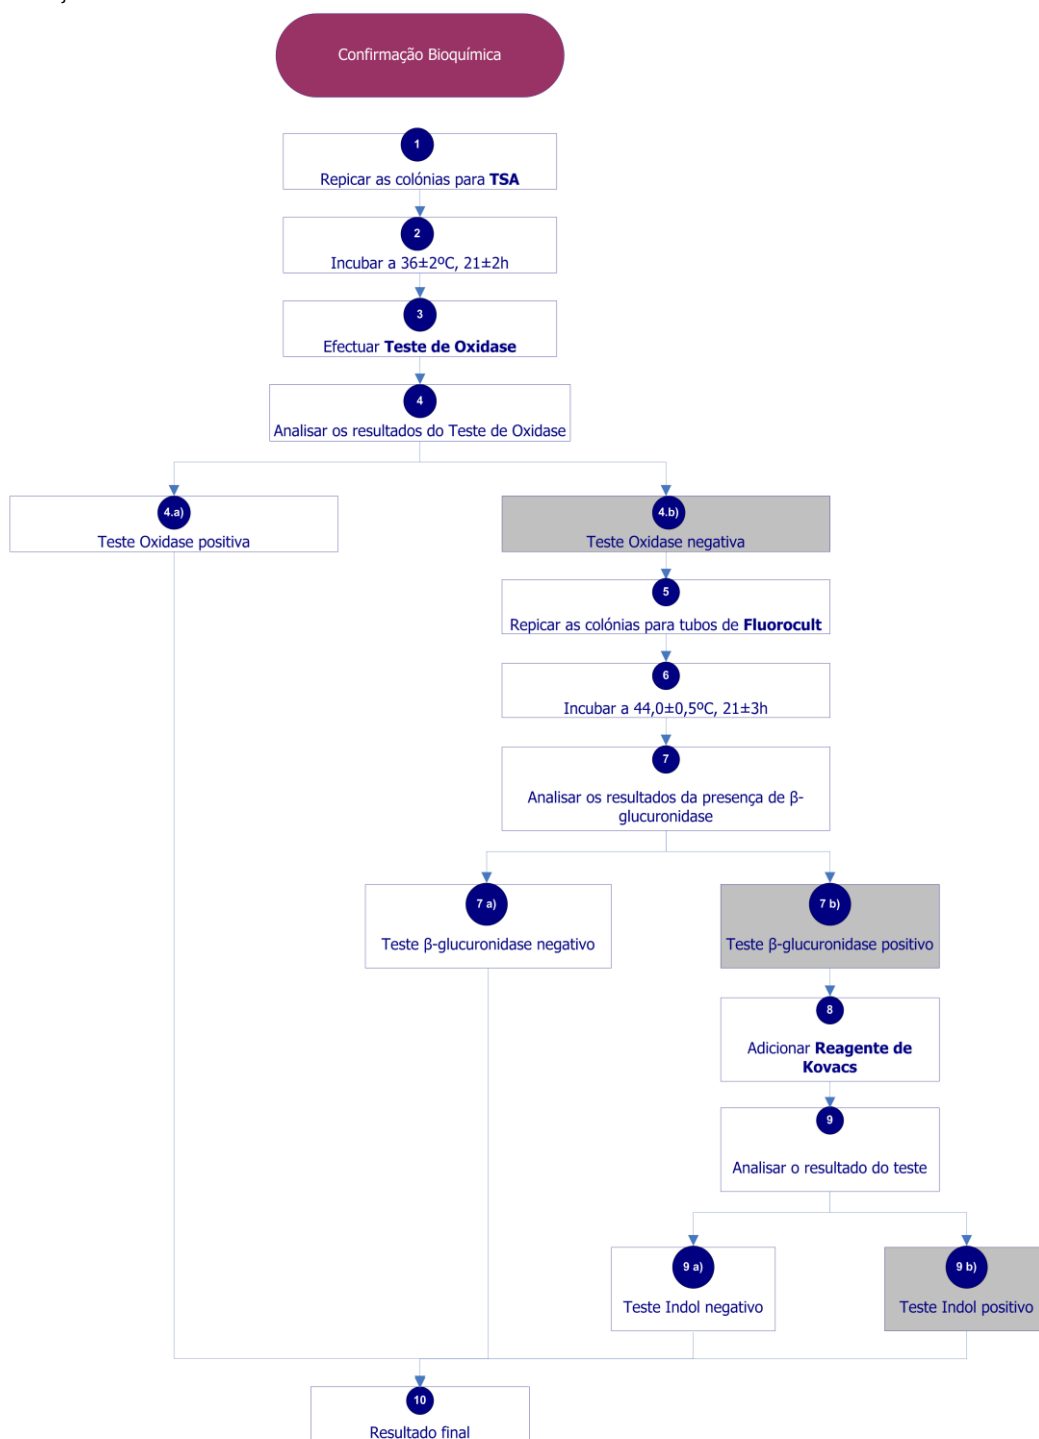 Confirmação Bioquímica
1
Repicar as colónias para TSA
2
Incubar a 36±2ºC, 21±2h
3
Efectuar Teste de Oxidase
4
Analisar os resultados do Teste de Oxidase
4.a)
Teste Oxidase positiva
4.b)
Teste Oxidase negativa
5
Repicar as colónias para tubos de Fluorocult
6
Incubar a 44,0±0,5ºC, 21±3h
7
Analisar os resultados da presença de β-
glucuronidase
7 a)
Teste β-glucuronidase negativo
7 b)
Teste β-glucuronidase positivo
8
Adicionar Reagente de
Kovacs
9
Analisar o resultado do teste
9 a)
Teste Indol negativo
9 b)
Teste Indol positivo
10
Resultado final